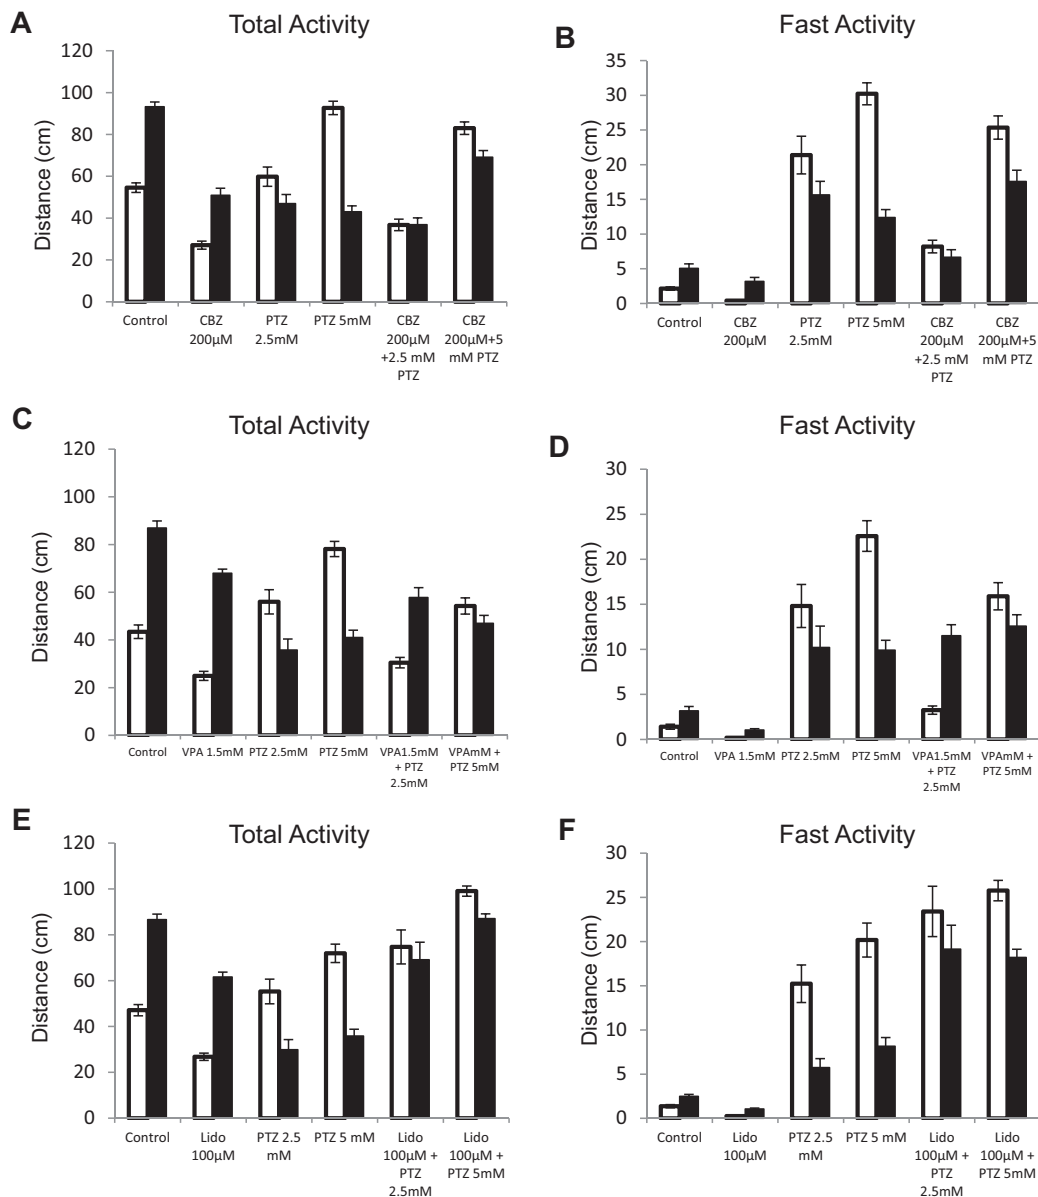 A
Total Activity
Distance (cm)
120
100
80
60
40
20
0
Control
CBZ
200µM
PTZ
2.5mM
PTZ 5mM
CBZ
200µM
+2.5 mM
PTZ
CBZ
200µM+5
mM PTZ
B
Fast Activity
Distance (cm)
35
30
25
20
15
10
5
0
Control
CBZ
200µM
PTZ
2.5mM
PTZ 5mM
CBZ
200µM
+2.5 mM
PTZ
CBZ
200µM+5
mM PTZ
C
Total Activity
Distance (cm)
120
100
80
60
40
20
0
Control
VPA 1.5mM
PTZ 2.5mM
PTZ 5mM
VPA1.5mM
+ PTZ
2.5mM
VPAmM +
PTZ 5mM
D
Fast Activity
Distance (cm)
30
25
20
15
10
5
0
Control
VPA 1.5mM
PTZ 2.5mM
PTZ 5mM
VPA1.5mM
+ PTZ
2.5mM
VPAmM +
PTZ 5mM
E
Total Activity
Distance (cm)
120
100
80
60
40
20
0
Control
Lido
100µM
PTZ 2.5
mM
PTZ 5 mM
Lido
100µM +
PTZ
2.5mM
Lido
100µM +
PTZ 5mM
F
Fast Activity
Distance (cm)
30
25
20
15
10
5
0
Control
Lido
100µM
PTZ 2.5
mM
PTZ 5 mM
Lido
100µM +
PTZ
2.5mM
Lido
100µM +
PTZ 5mM